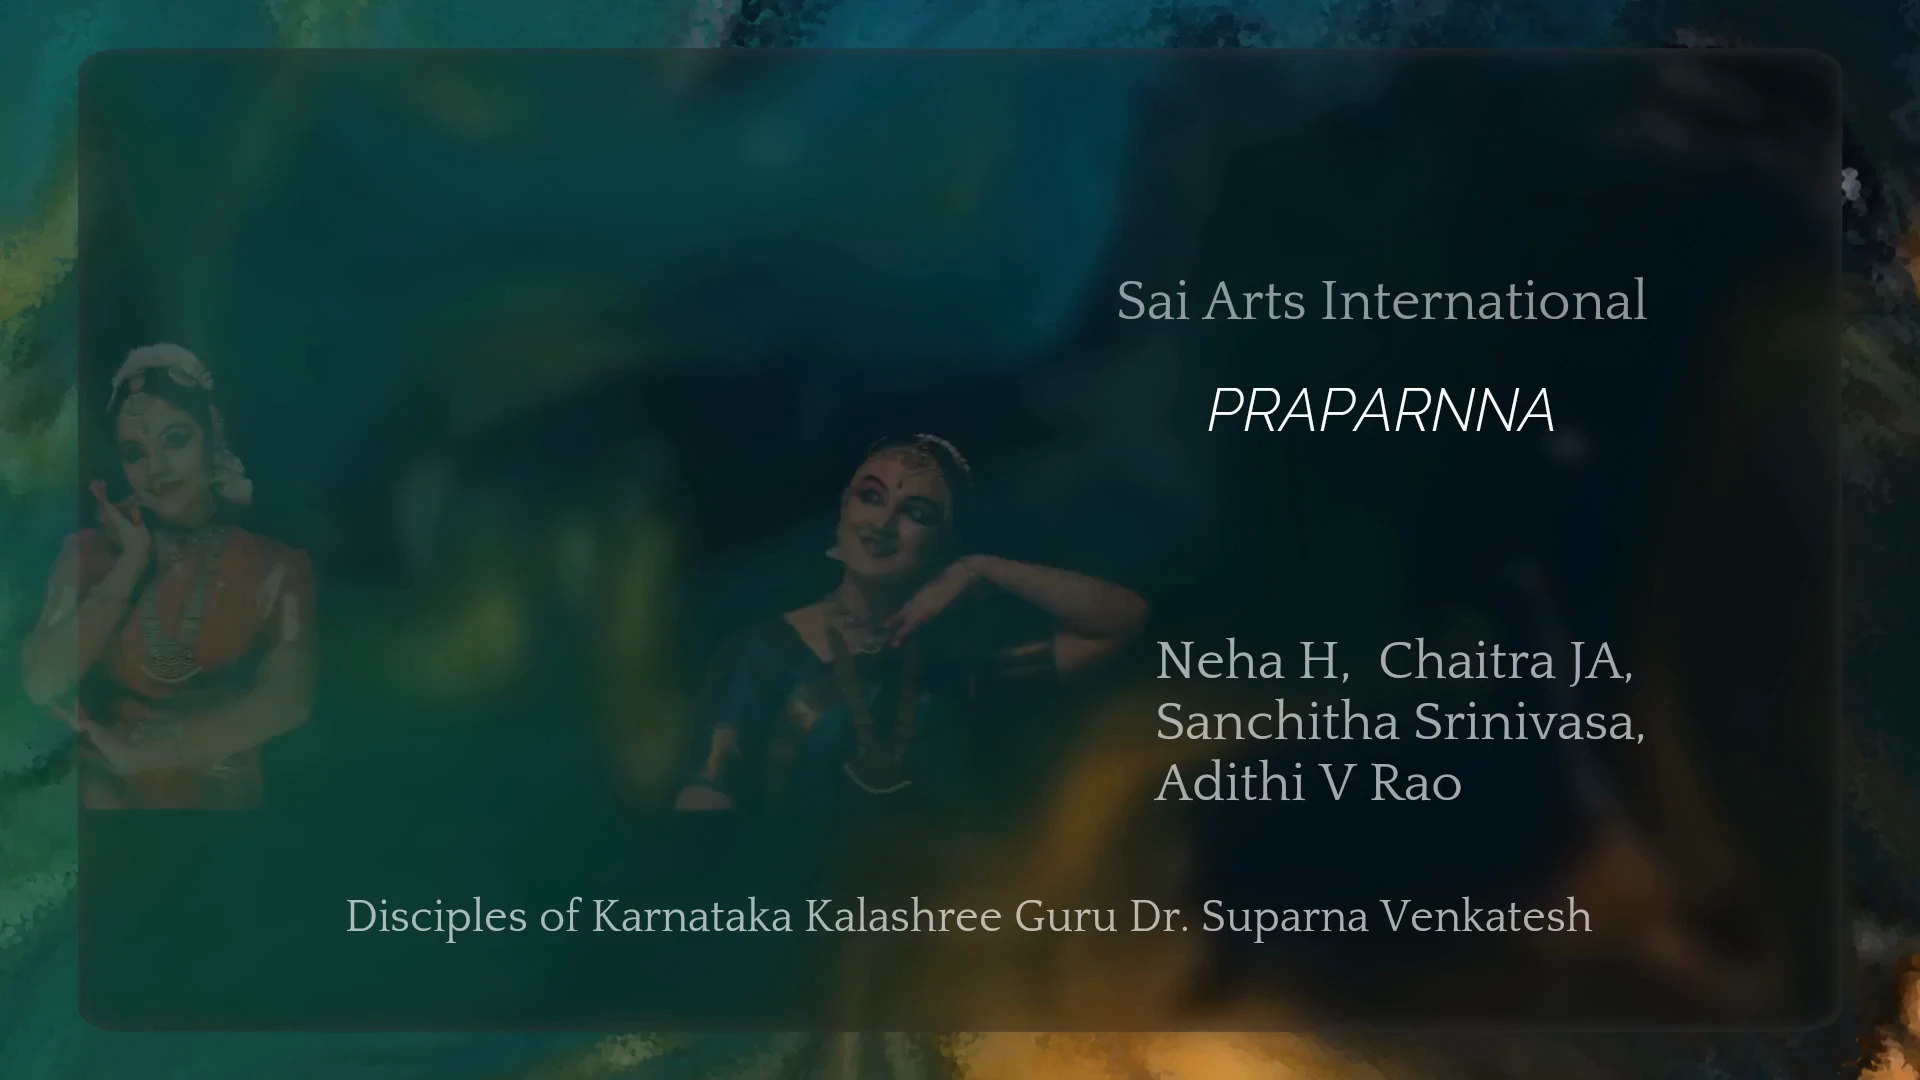 Sai Arts International
PRAPARNNA
Neha H, Chaitra JA,
Sanchitha Srinivasa,
Adithi V Rao
Disciples of Karnataka Kalashree Guru Dr. Suparna Venkatesh